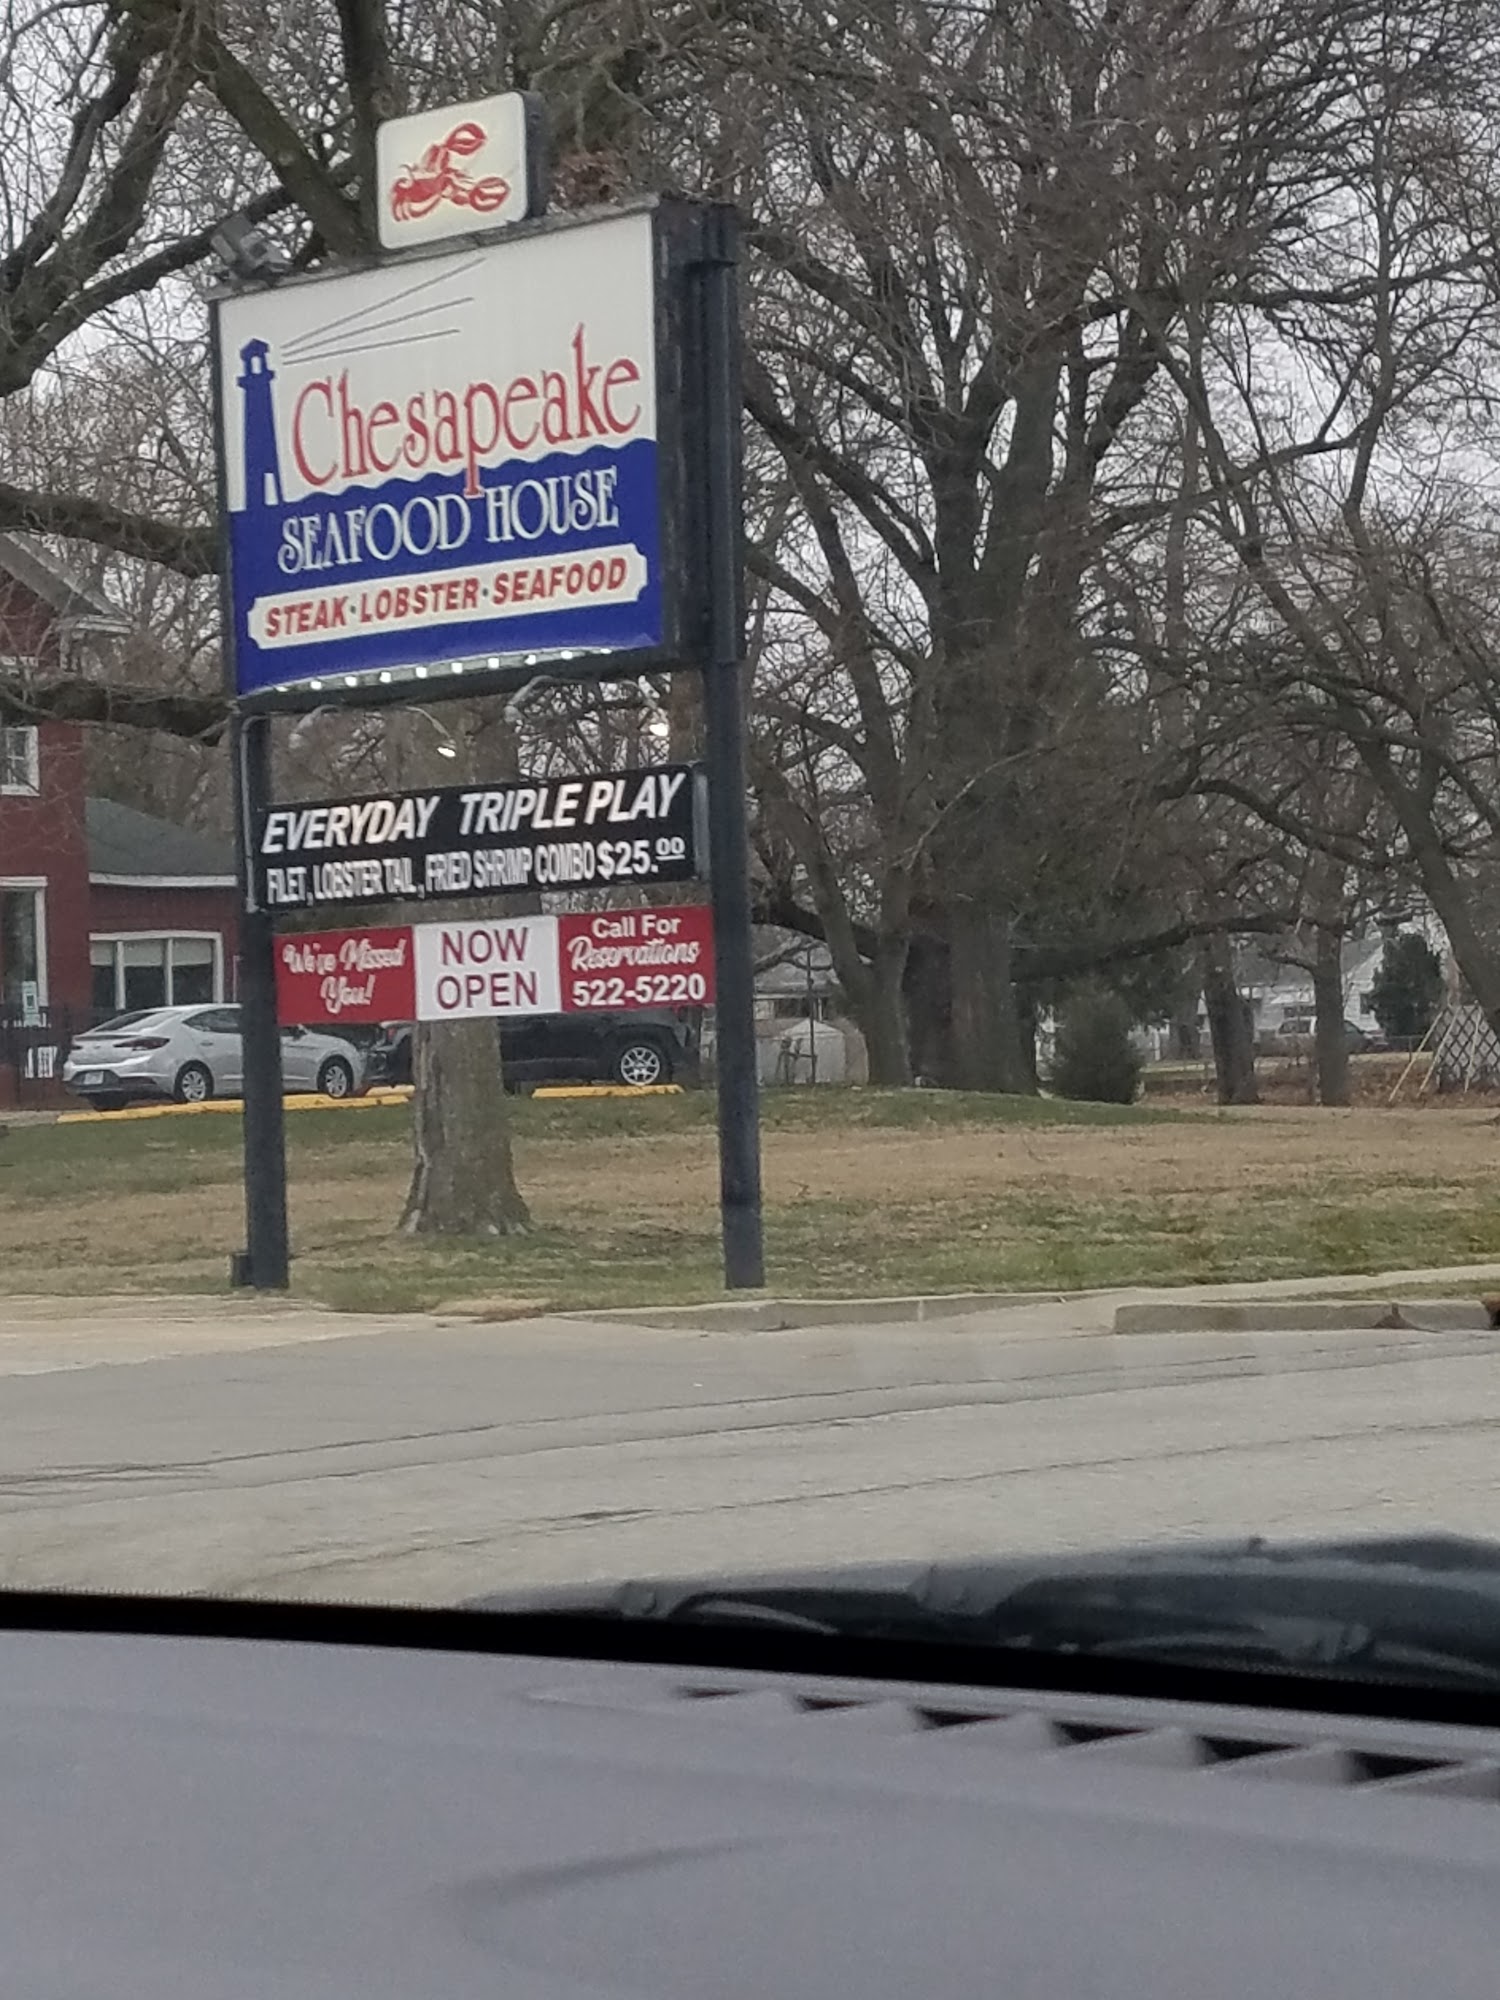 Chesapeake
SEAFOOD HOUSE
STEAK · LOBSTER · SEAFOOD
EVERYDAY TRIPLE PLAY
FILET, LOBSTER TAIL, FRIED SHRIMP COMBO $25.00
We've Missed
You!
NOW
OPEN
Call For
Reservations
522-5220